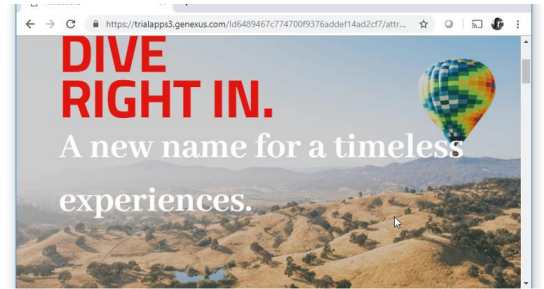 https://trialapps3.genexus.com/Id6489467c774700f9376addef14ad2cf7/attr...
DIVE
RIGHT IN.
A new name for a timeless
experiences.